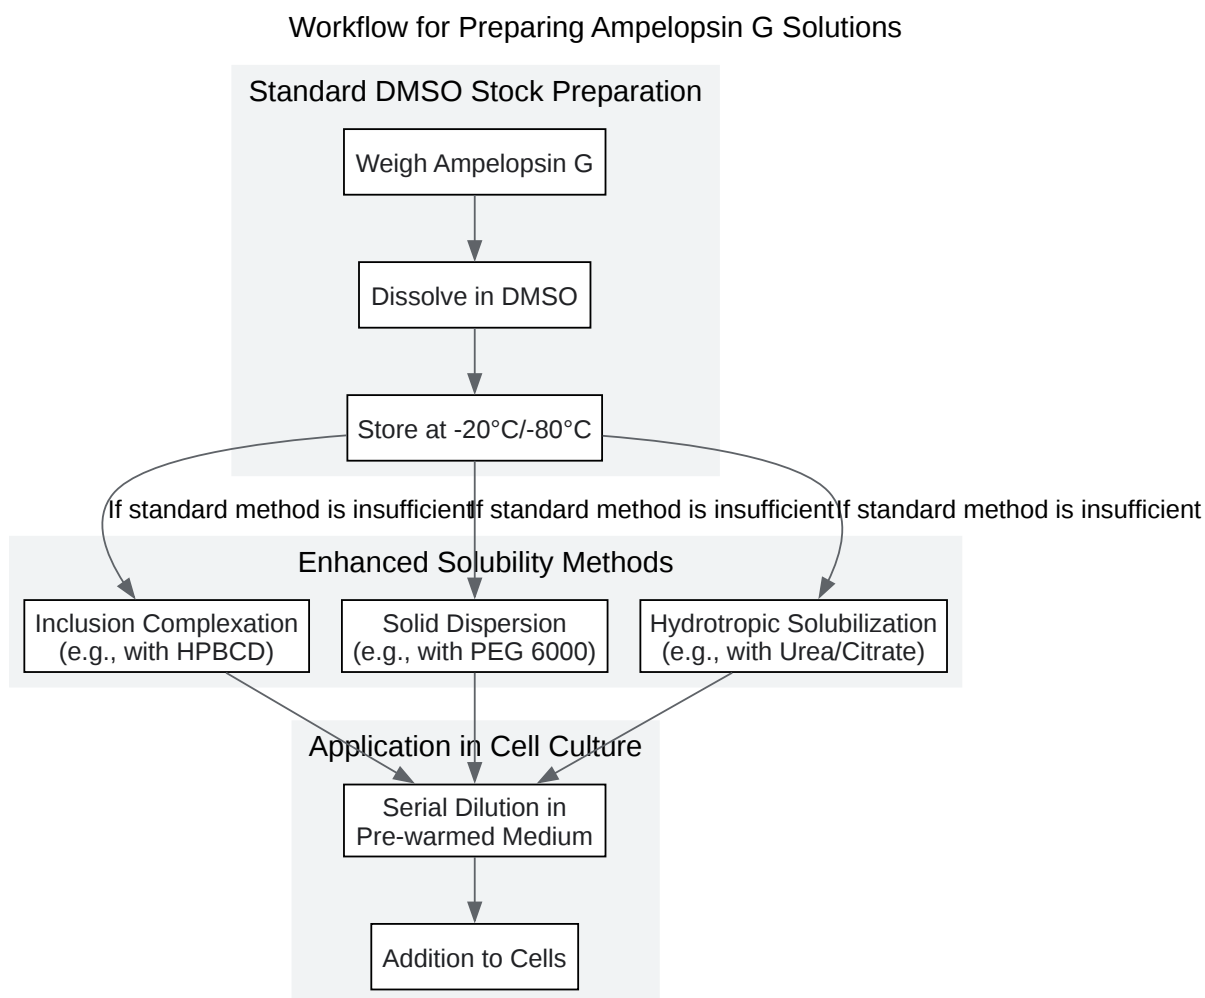 Workflow for Preparing Ampelopsin G Solutions
Standard DMSO Stock Preparation
Weigh Ampelopsin G
Dissolve in DMSO
Store at -20°C/-80°C
If standard method is insufficient
If standard method is insufficient
If standard method is insufficient
Enhanced Solubility Methods
Inclusion Complexation
(e.g., with HPBCD)
Solid Dispersion
(e.g., with PEG 6000)
Hydrotropic Solubilization
(e.g., with Urea/Citrate)
Application in Cell Culture
Serial Dilution in
Pre-warmed Medium
Addition to Cells